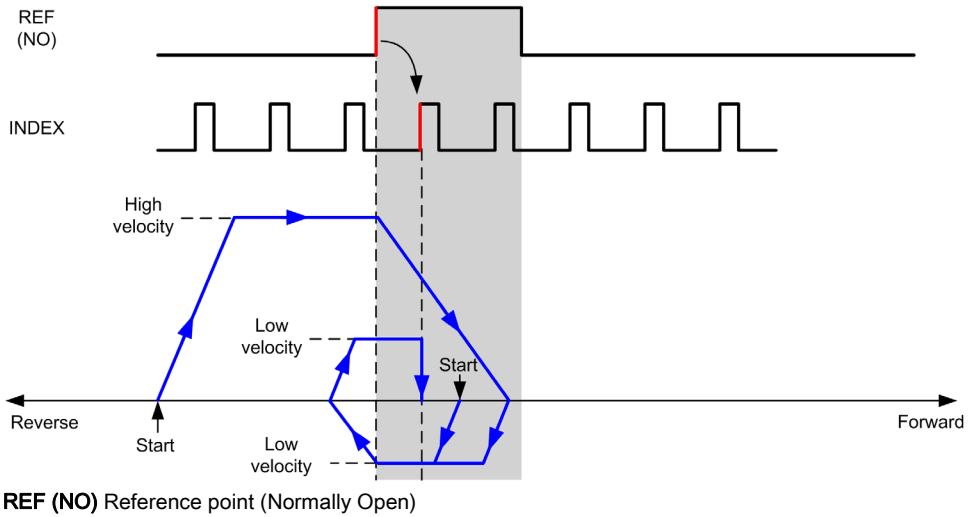 REF
(NO)
INDEX
High
velocity
Low
velocity
Start
Reverse
Forward
Start
Low
velocity
REF (NO) Reference point (Normally Open)